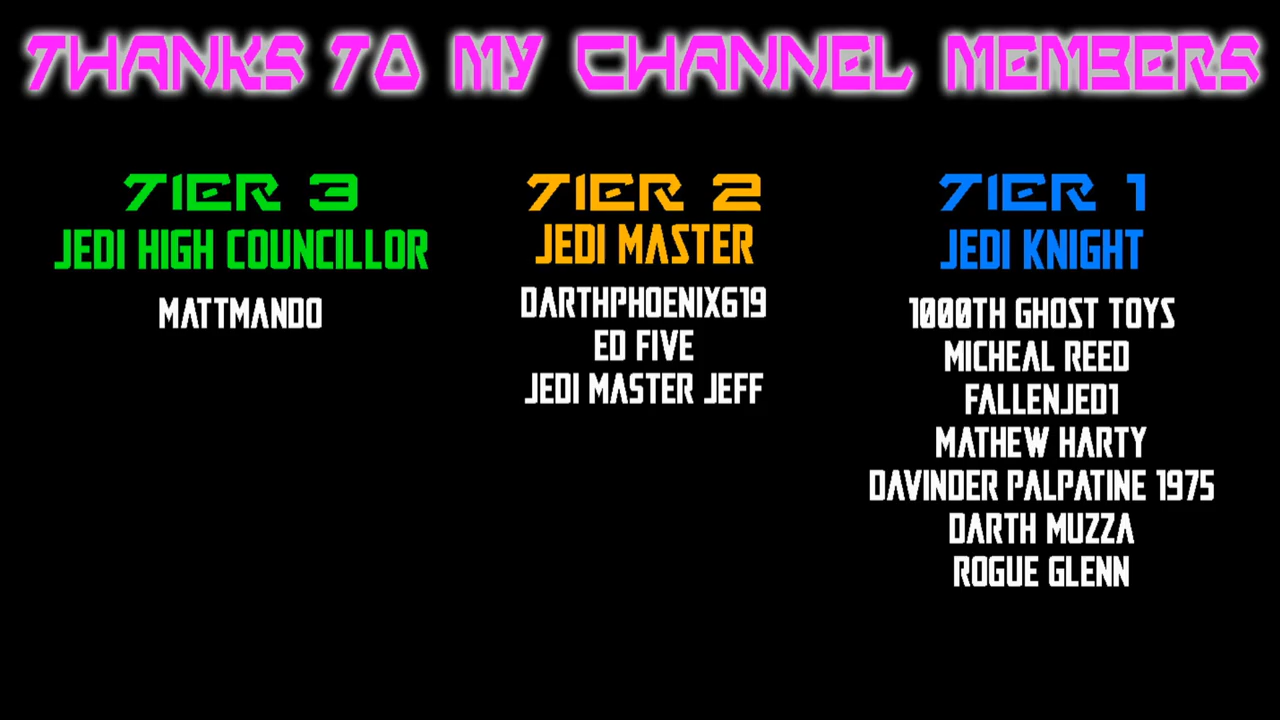 THANKS TO MY CHANNEL MEMBERS
TIER 3
JEDI HIGH COUNCILLOR
MATTMANDO
TIER 2
JEDI MASTER
DARTHPHOENIX619
ED FIVE
JEDI MASTER JEFF
TIER 1
JEDI KNIGHT
1000TH GHOST TOYS
MICHEAL REED
FALLENJED1
MATHEW HARTY
DAVINDER PALPATINE 1975
DARTH MUZZA
ROGUE GLENN